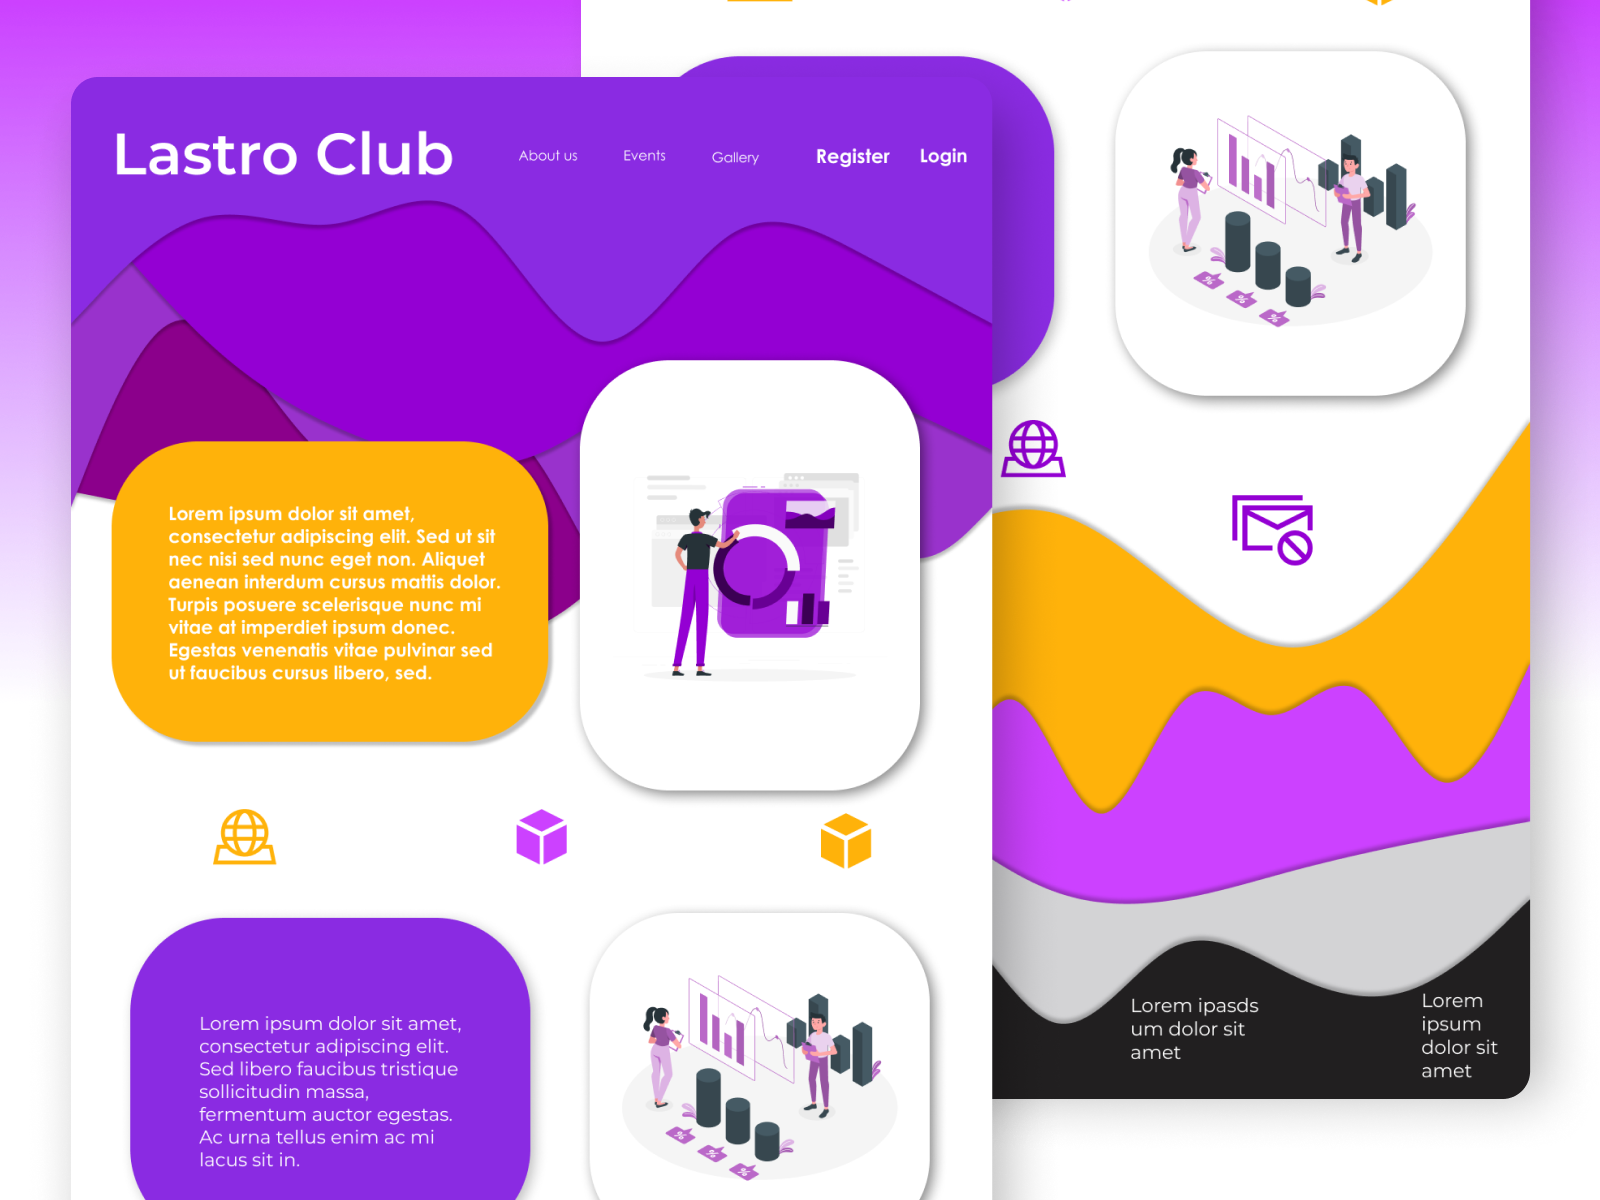 Lastro Club
About us
Events
Gallery
Register
Login
Lorem ipsum dolor sit amet,
consectetur adipiscing elit. Sed ut sit
nec nisi sed nunc eget non. Aliquet
aenean interdum cursus mattis dolor.
Turpis posuere scelerisque nunc mi
vitae at imperdiet ipsum donec.
Egestas venenatis vitae pulvinar sed
ut faucibus cursus libero, sed.
Lorem ipsum dolor sit amet,
consectetur adipiscing elit.
Sed libero faucibus tristique
sollicitudin massa,
fermentum auctor egestas.
Ac urna tellus enim ac mi
lacus sit in.
%
%
%
%
%
%
Lorem ipasds
um dolor sit
amet
Lorem
ipsum
dolor sit
amet